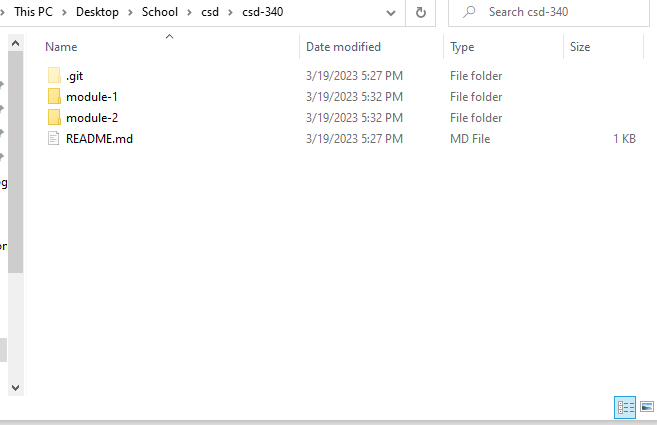 This PC > Desktop > School > csd > csd-340
Search csd-340
Name Date modified Type Size
.git 3/19/2023 5:27 PM File folder
module-1 3/19/2023 5:32 PM File folder
module-2 3/19/2023 5:32 PM File folder
README.md 3/19/2023 5:27 PM MD File 1 KB